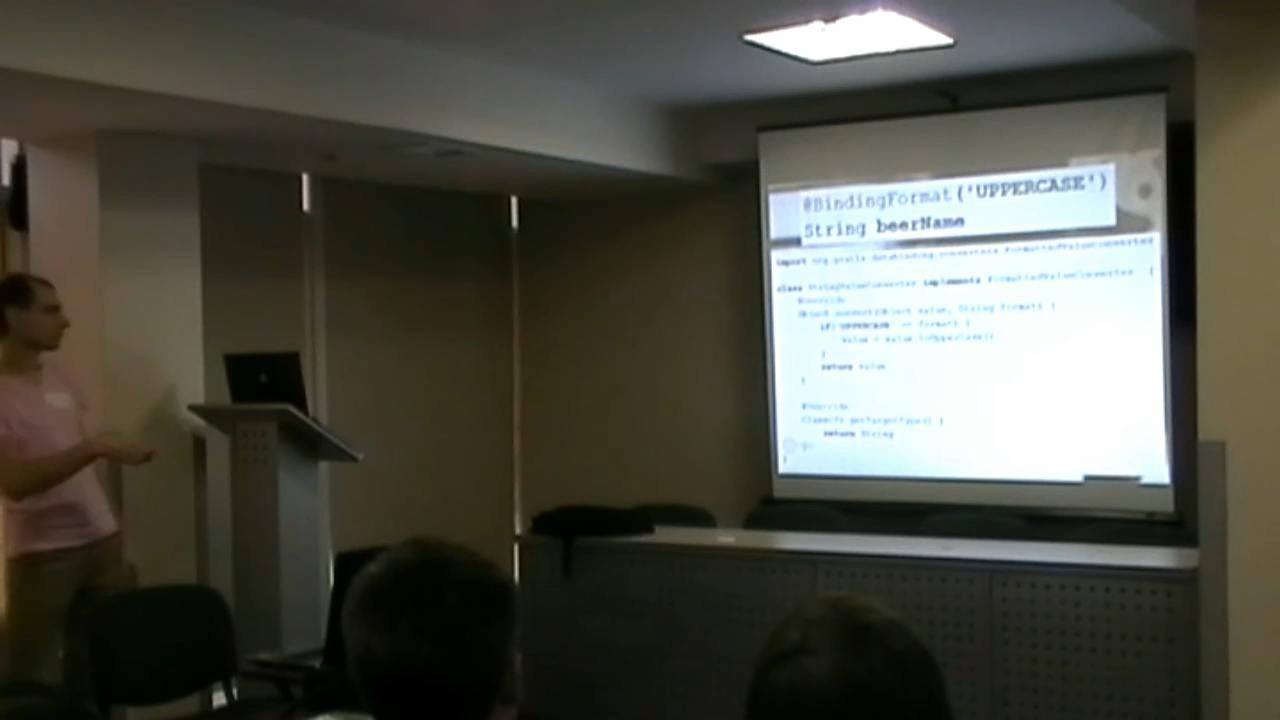 @BindingFormat('UPPERCASE')
String beerName
import org.grails.databinding.converters.FormattedValueConverter
class StringValueConverter implements FormattedValueConverter {
@Override
Object convert(Object value, String format) {
if('UPPERCASE' == format) {
value = value.toUpperCase()
}
return value
}
@Override
Class<?> getTargetType() {
return String
}
}